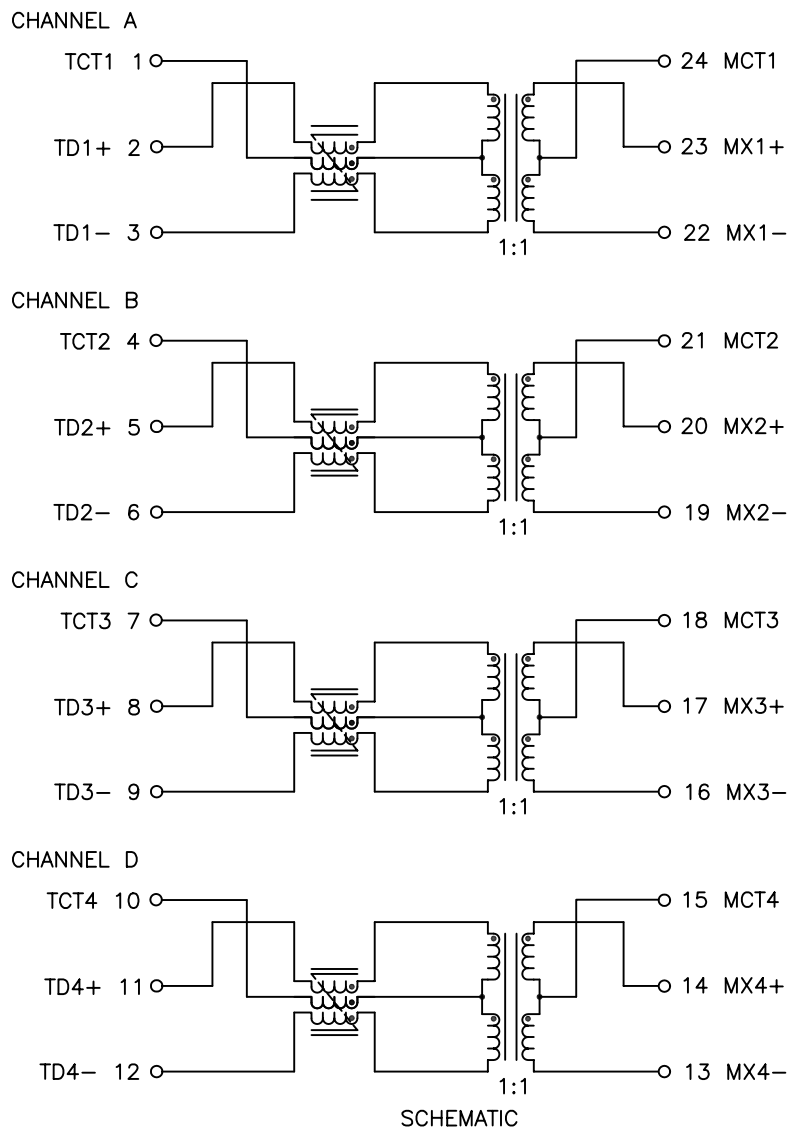 CHANNEL A
TCT1 1 24 MCT1
TD1+ 2 23 MX1+
TD1- 3 22 MX1-
1:1
CHANNEL B
TCT2 4 21 MCT2
TD2+ 5 20 MX2+
TD2- 6 19 MX2-
1:1
CHANNEL C
TCT3 7 18 MCT3
TD3+ 8 17 MX3+
TD3- 9 16 MX3-
1:1
CHANNEL D
TCT4 10 15 MCT4
TD4+ 11 14 MX4+
TD4- 12 13 MX4-
1:1
SCHEMATIC